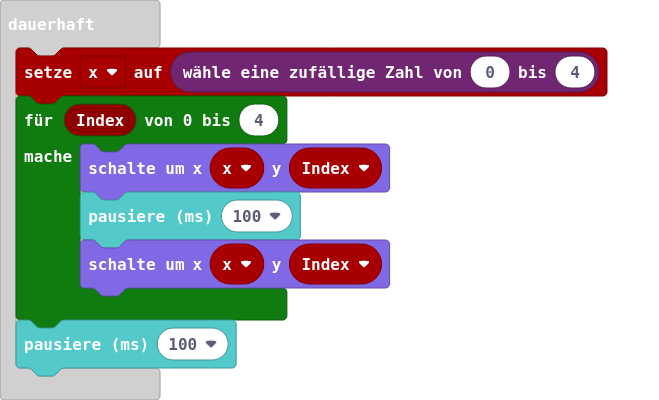 dauerhaft
setze x auf wähle eine zufällige Zahl von 0 bis 4
für Index von 0 bis 4
mache
schalte um x x y Index
pausiere (ms) 100
schalte um x x y Index
pausiere (ms) 100